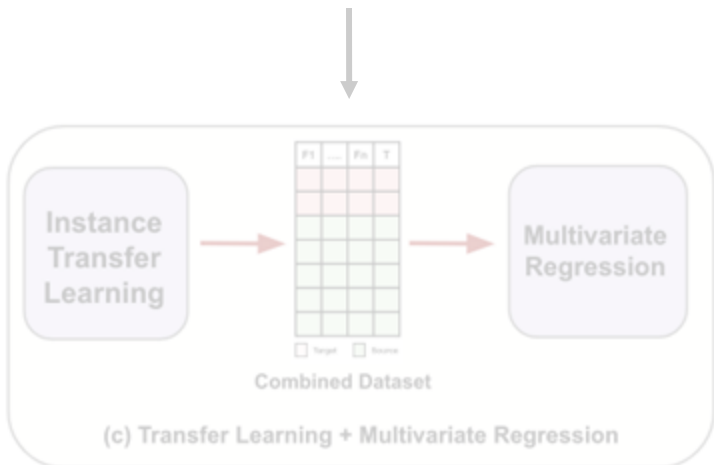 F1 ..... Fn T
Instance
Transfer
Learning
Multivariate
Regression
Target Source
Combined Dataset
(c) Transfer Learning + Multivariate Regression